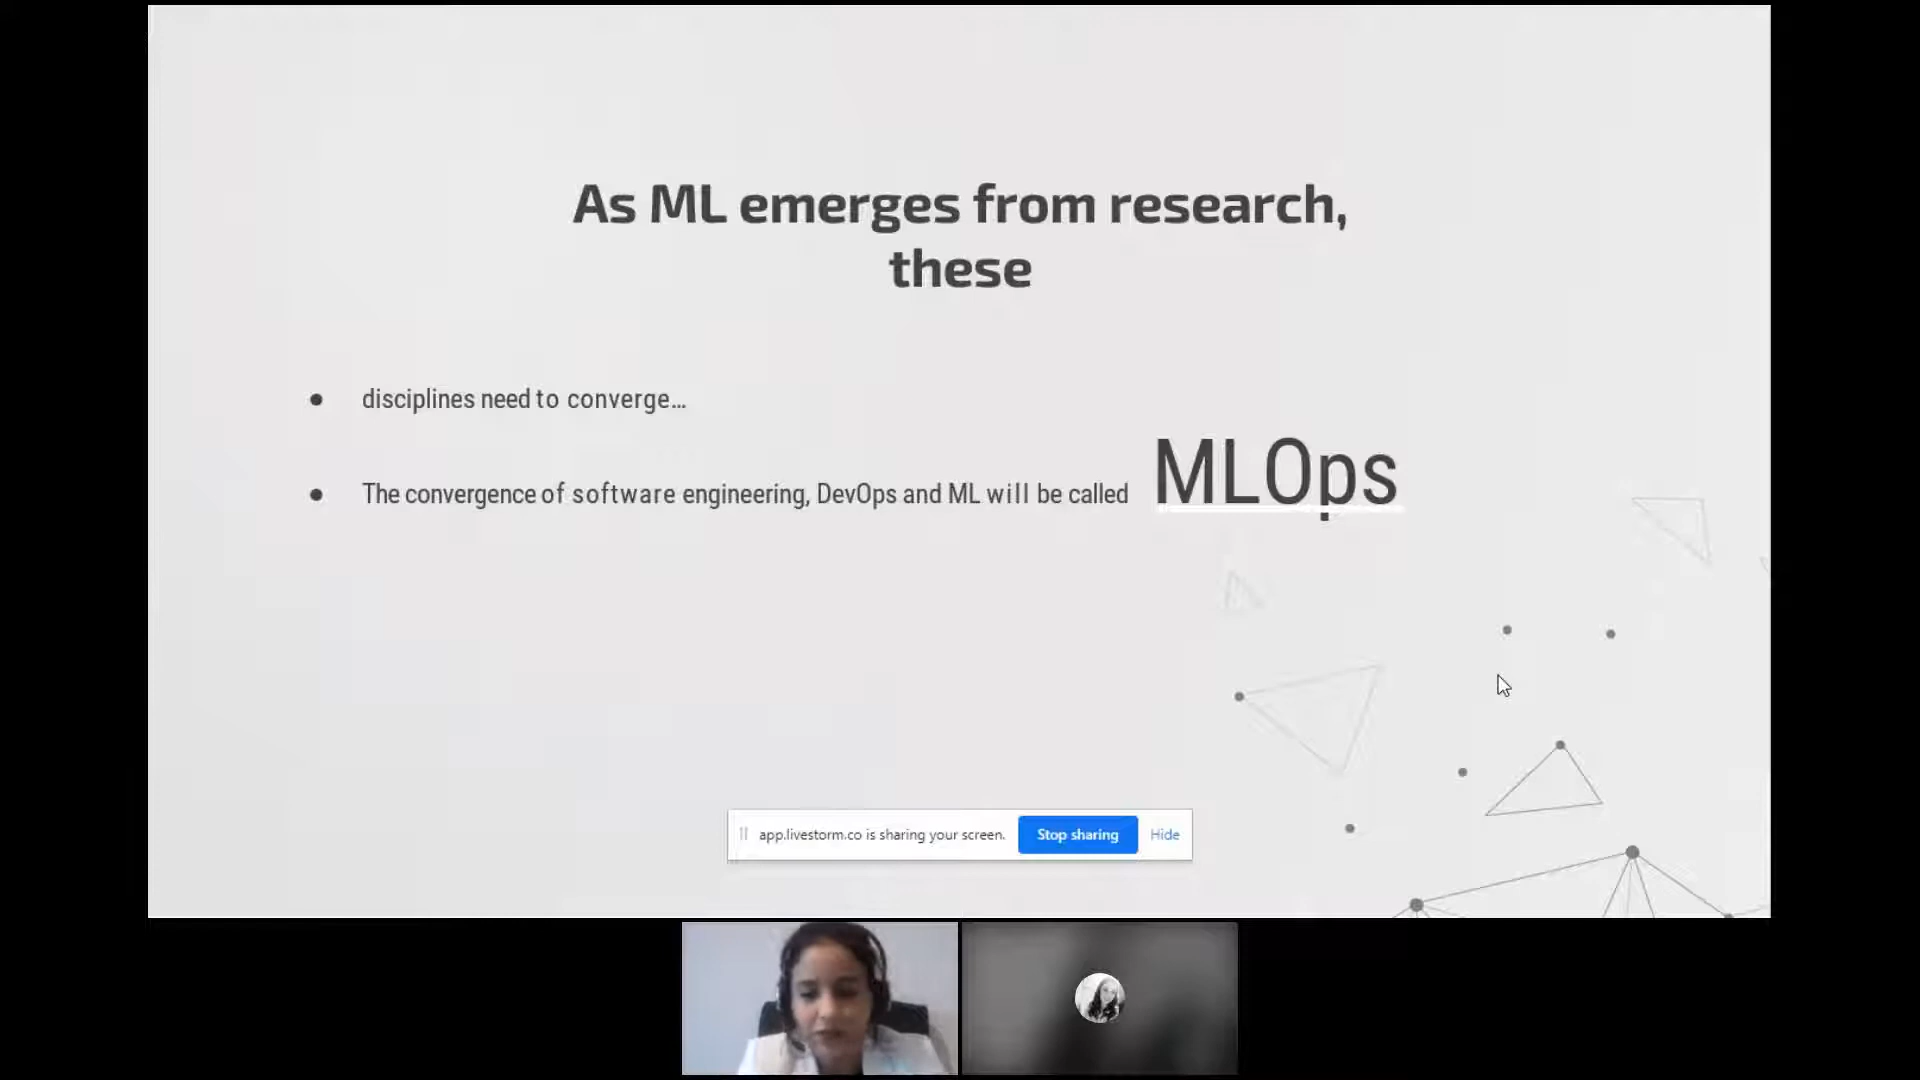 As ML emerges from research,
these
● disciplines need to converge…
● The convergence of software engineering, DevOps and ML will be called MLOps
app.livestorm.co is sharing your screen. Stop sharing Hide